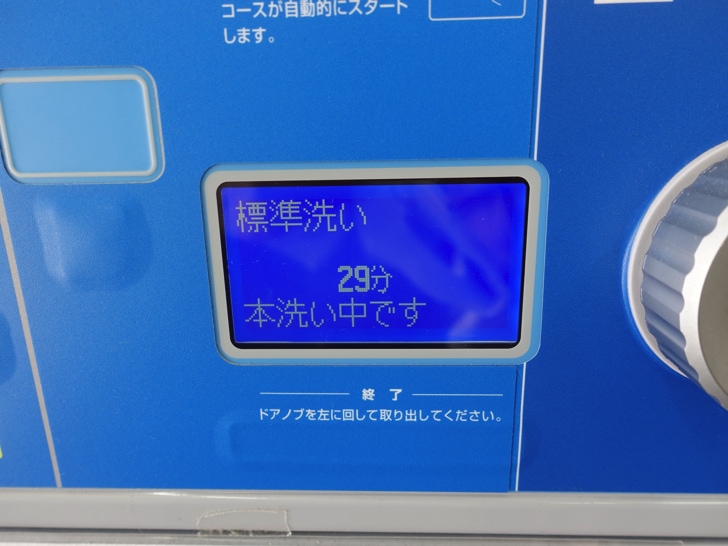 コースが自動的にスタート
します。
標準洗い
29分
本洗い中です
終 了
ドアノブを左に回して取り出してください。